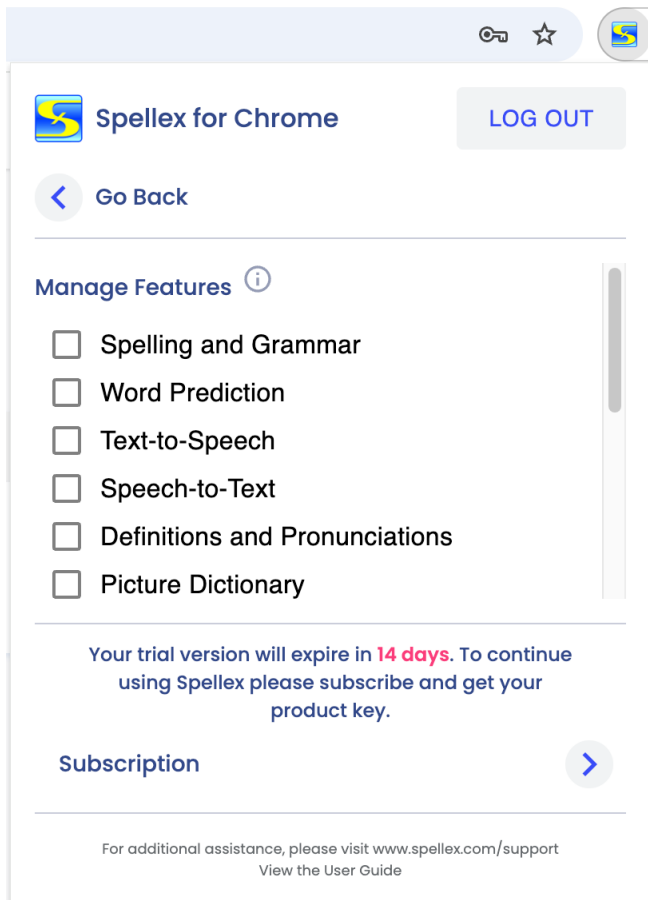 Spellex for Chrome
LOG OUT
Go Back
Manage Features
Spelling and Grammar
Word Prediction
Text-to-Speech
Speech-to-Text
Definitions and Pronunciations
Picture Dictionary
Your trial version will expire in 14 days. To continue
using Spellex please subscribe and get your
product key.
Subscription
For additional assistance, please visit www.spellex.com/support
View the User Guide